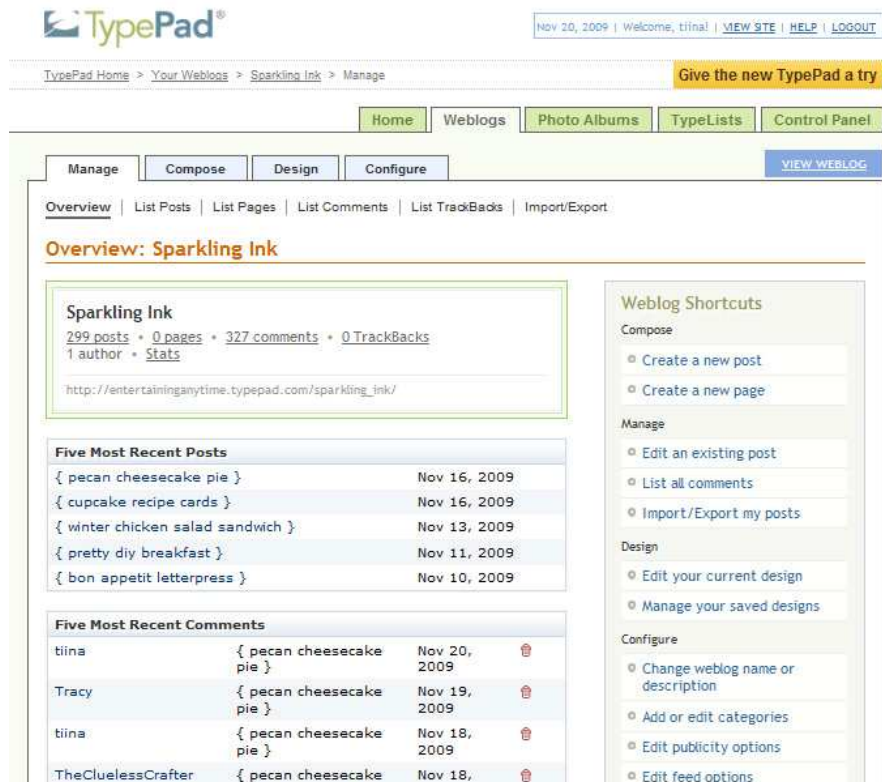 TypePad®
Nov 20, 2009 | Welcome, tiina! | VIEW SITE | HELP | LOGOUT
TypePad Home > Your Weblogs > Sparkling Ink > Manage
Give the new TypePad a try
Home Weblogs Photo Albums TypeLists Control Panel
Manage Compose Design Configure
VIEW WEBLOG
Overview | List Posts | List Pages | List Comments | List TrackBacks | Import/Export
Overview: Sparkling Ink
Sparkling Ink
299 posts • 0 pages • 327 comments • 0 TrackBacks
1 author • Stats
http://entertaininganytime.typepad.com/sparkling_ink/
Five Most Recent Posts
{ pecan cheesecake pie } Nov 16, 2009
{ cupcake recipe cards } Nov 16, 2009
{ winter chicken salad sandwich } Nov 13, 2009
{ pretty diy breakfast } Nov 11, 2009
{ bon appetit letterpress } Nov 10, 2009
Five Most Recent Comments
tiina { pecan cheesecake Nov 20,
pie } 2009
Tracy { pecan cheesecake Nov 19,
pie } 2009
tiina { pecan cheesecake Nov 18,
pie } 2009
TheCluelessCrafter { pecan cheesecake Nov 18,
Weblog Shortcuts
Compose
Create a new post
Create a new page
Manage
Edit an existing post
List all comments
Import/Export my posts
Design
Edit your current design
Manage your saved designs
Configure
Change weblog name or
description
Add or edit categories
Edit publicity options
Edit feed options